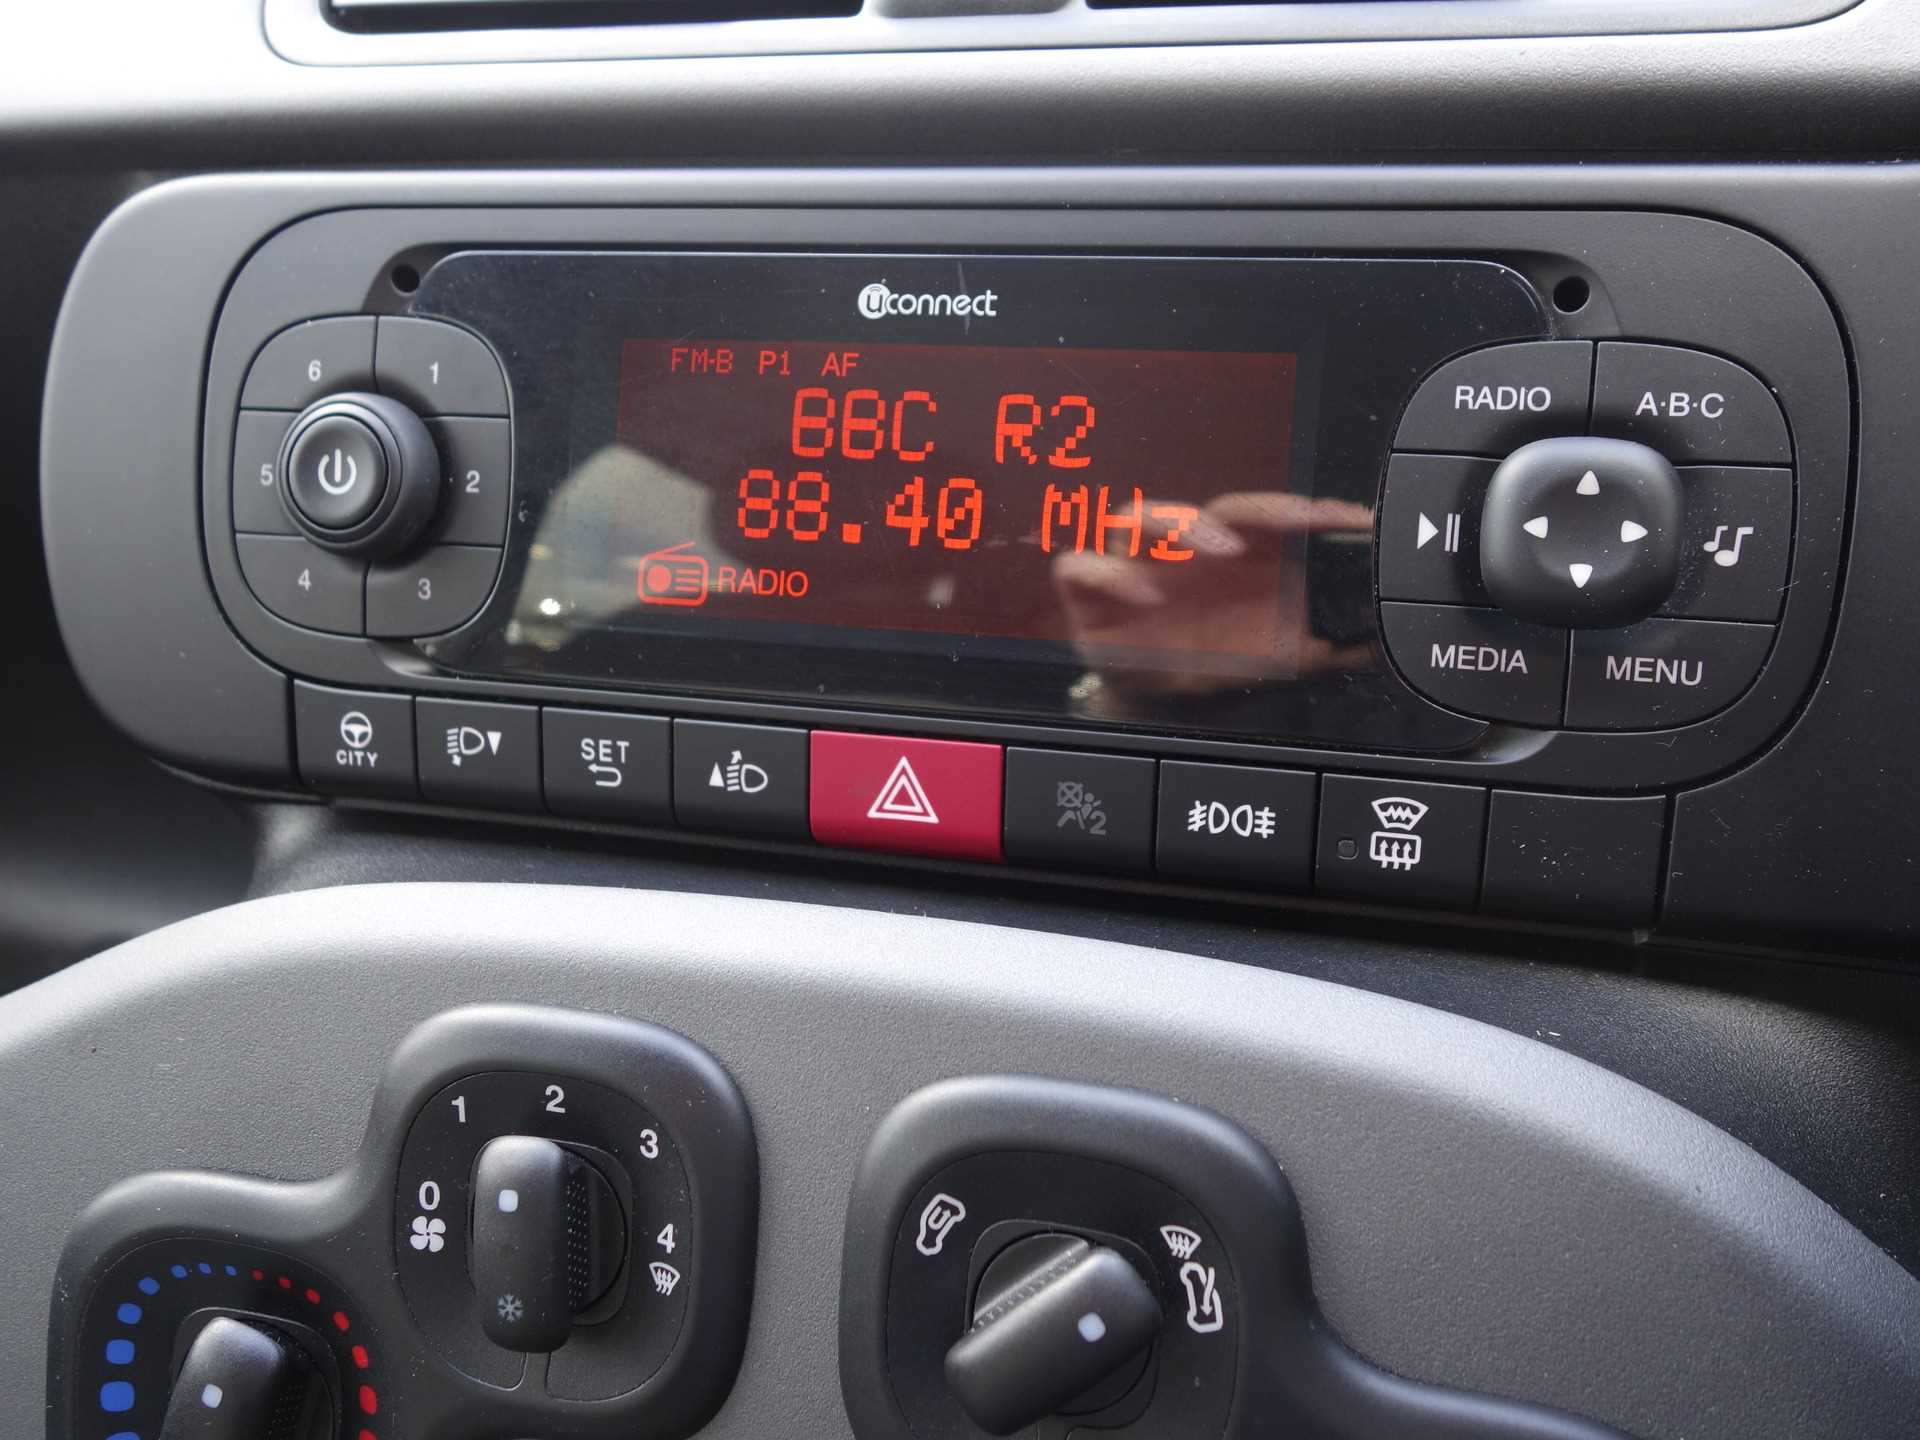 uconnect
FM-B P1 AF
BBC R2
88.40 MHz
RADIO
6 1
5 2
4 3
RADIO A·B·C
MEDIA MENU
CITY
SET
2
1 2 3
0 4